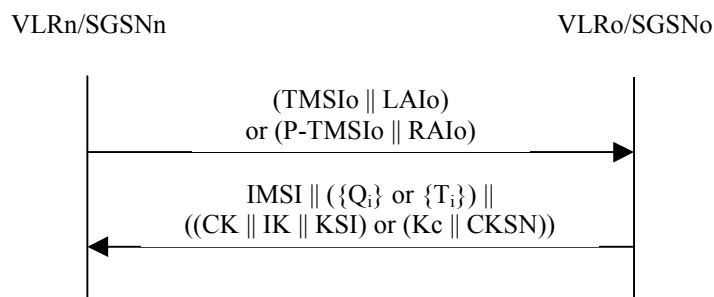 VLRn/SGSNn
VLRo/SGSNo
(TMSIo || LAIo)
or (P-TMSIo || RAIo)
IMSI || ({Qi} or {Ti}) ||
((CK || IK || KSI) or (Kc || CKSN))